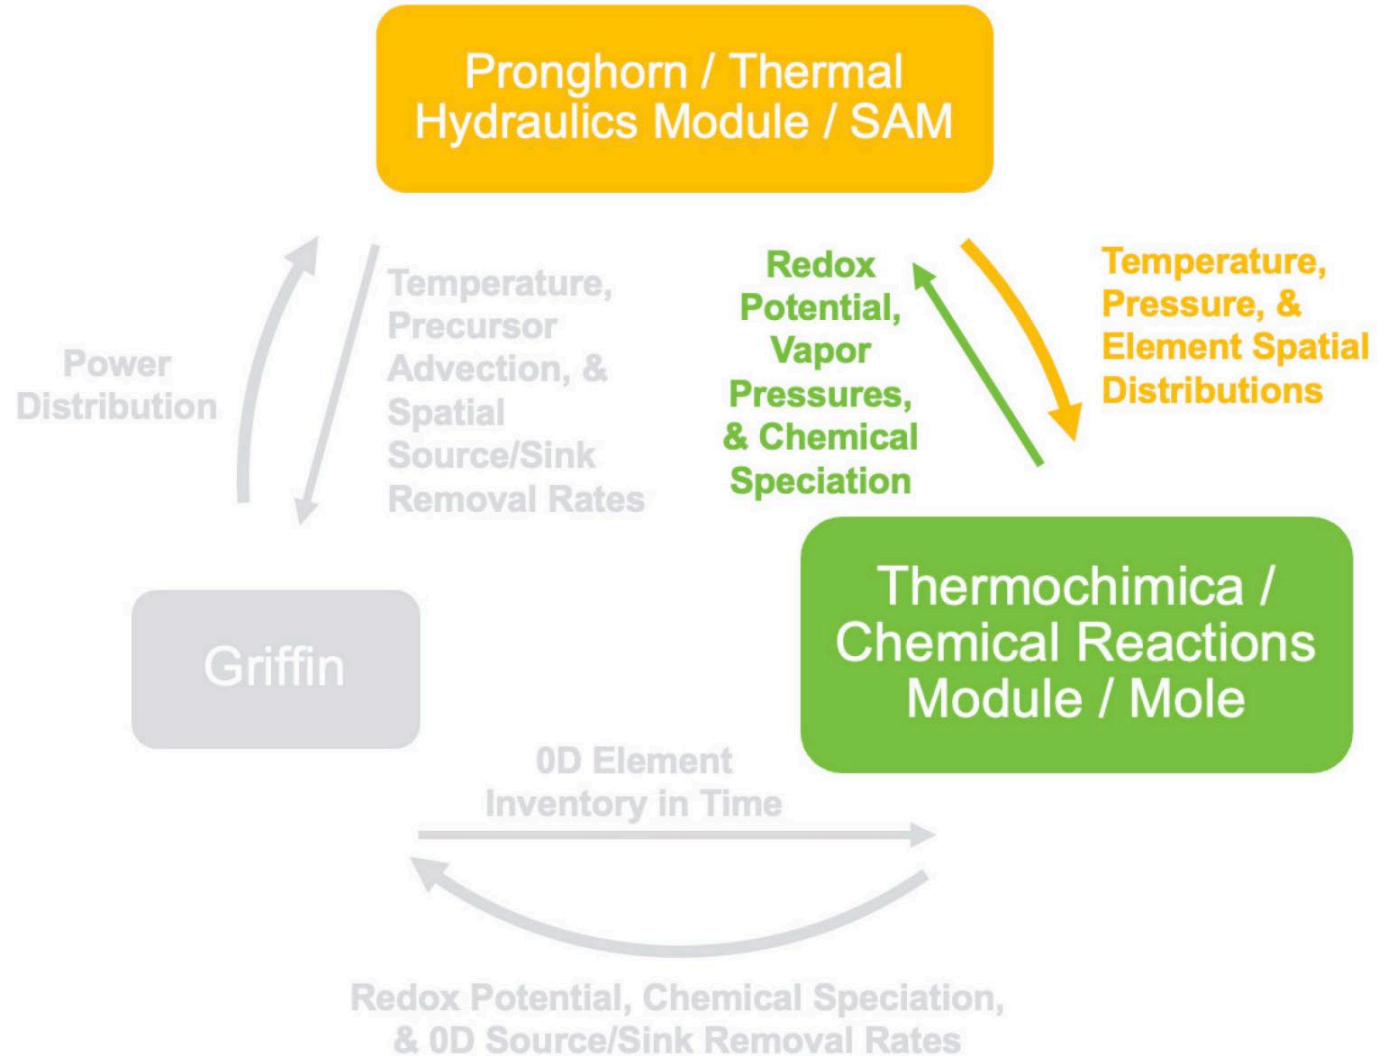 Pronghorn / Thermal
Hydraulics Module / SAM
Power
Distribution
Temperature,
Precursor
Advection, &
Spatial
Source/Sink
Removal Rates
Redox
Potential,
Vapor
Pressures,
& Chemical
Speciation
Temperature,
Pressure, &
Element Spatial
Distributions
Griffin
Thermochimica /
Chemical Reactions
Module / Mole
0D Element
Inventory in Time
Redox Potential, Chemical Speciation,
& 0D Source/Sink Removal Rates